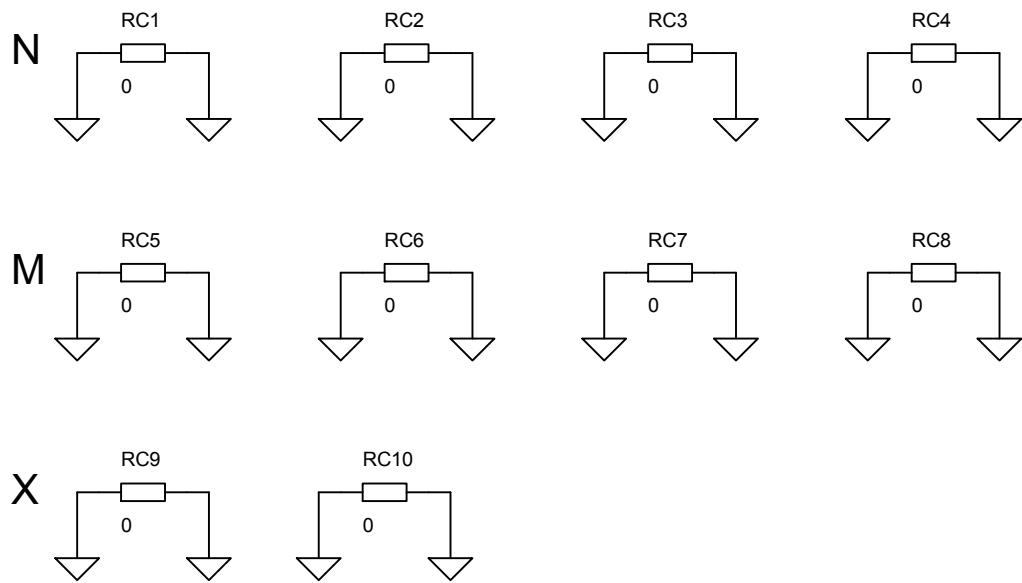 RC1 RC2 RC3 RC4
N
0 0 0 0
RC5 RC6 RC7 RC8
M
0 0 0 0
RC9 RC10
X
0 0